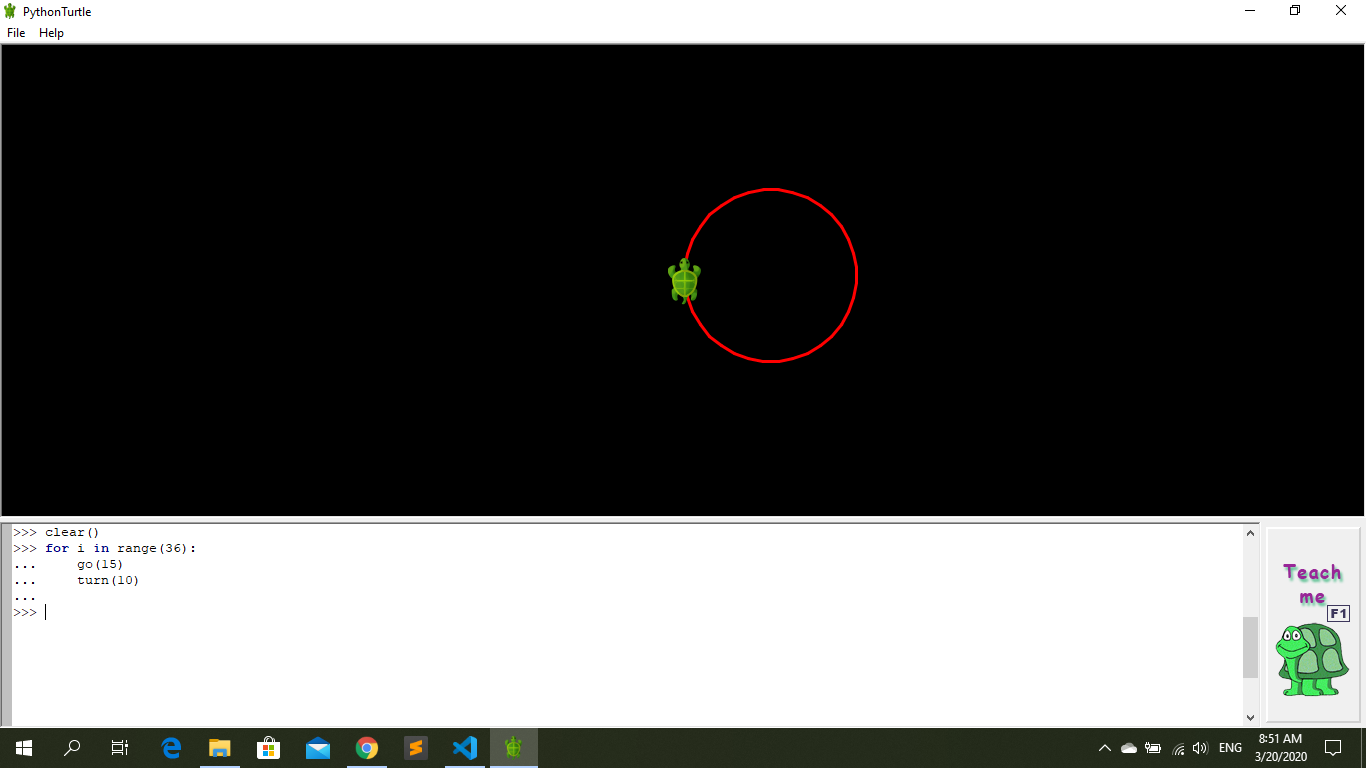 PythonTurtle
File Help
>>> clear()
>>> for i in range(36):
...     go(15)
...     turn(10)
...
>>>
Teach
me
F1
ENG
8:51 AM
3/20/2020